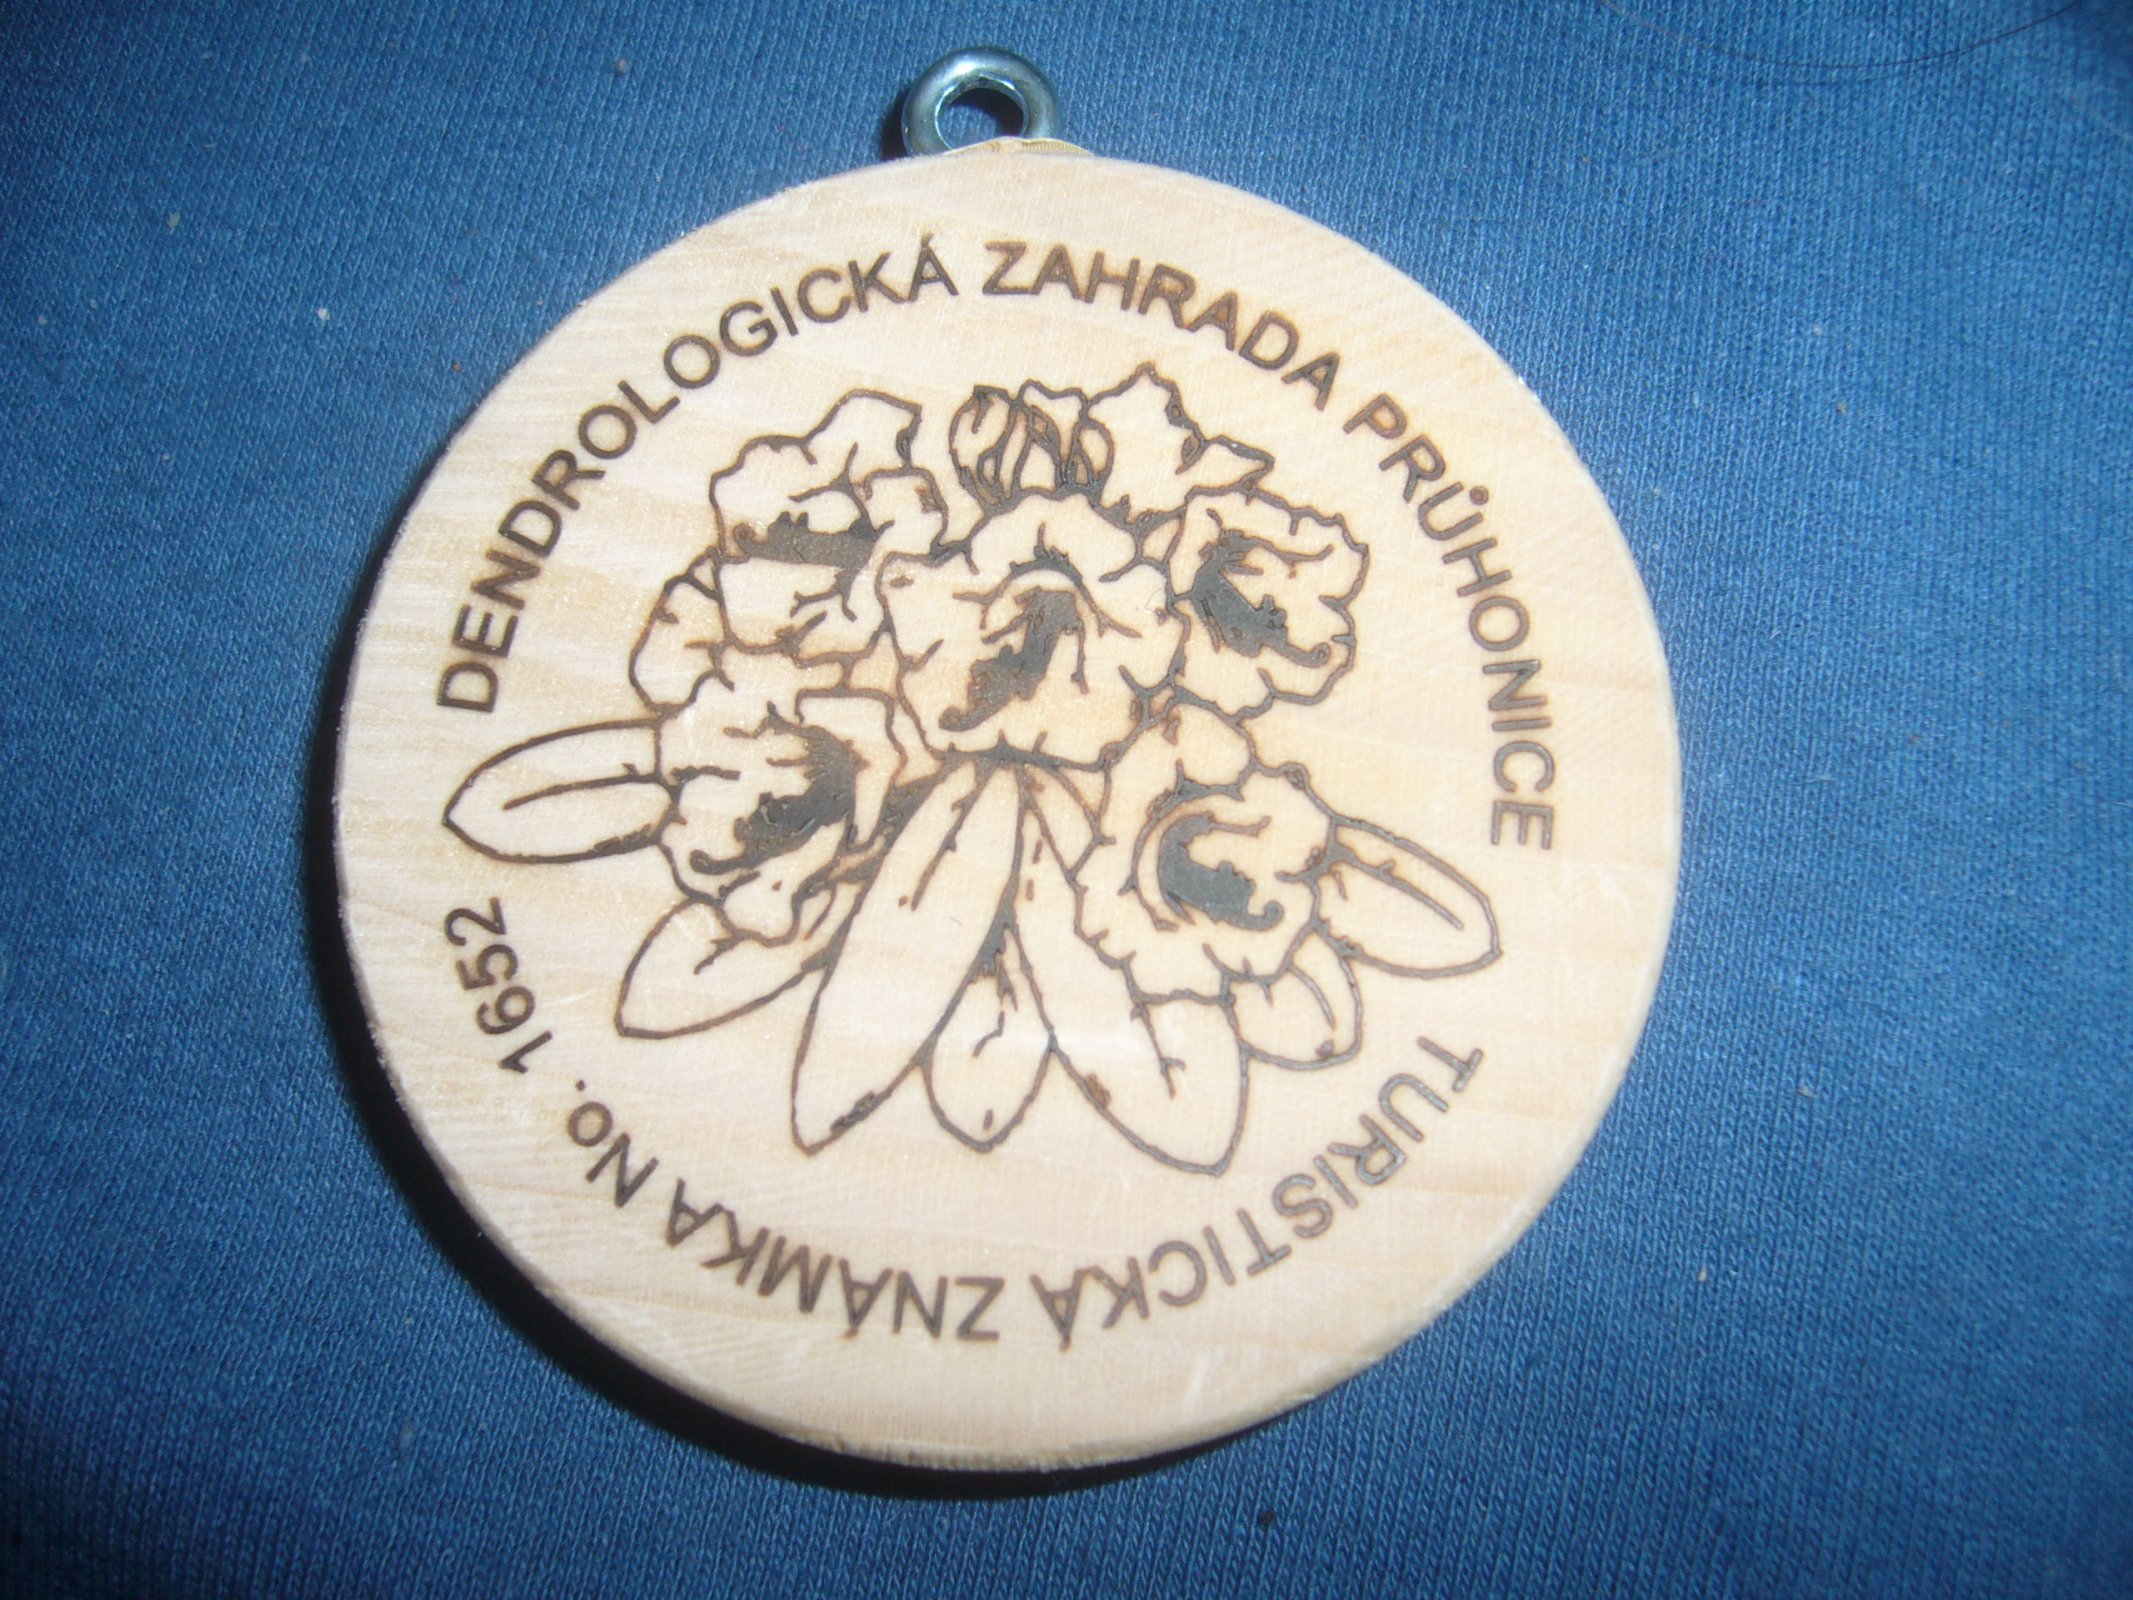 DENDROLOGICKÁ ZAHRADA PRŮHONICE
TURISTICKÁ ZNÁMKA No. 1652